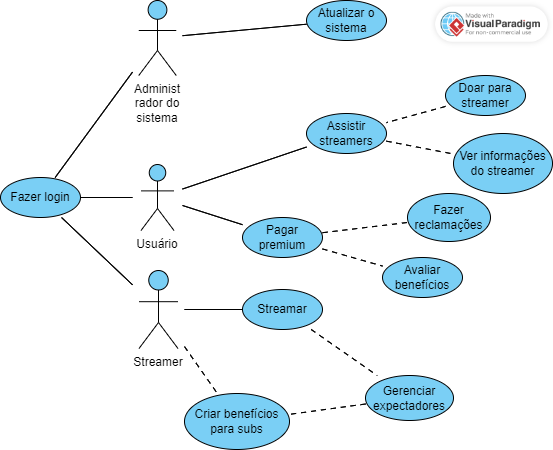 Made with
Visual Paradigm
For non-commercial use
Atualizar o
sistema
Administ
rador do
sistema
Doar para
streamer
Assistir
streamers
Ver informações
do streamer
Fazer login
Usuário
Fazer
reclamações
Pagar
premium
Avaliar
benefícios
Streamar
Streamer
Gerenciar
expectadores
Criar benefícios
para subs